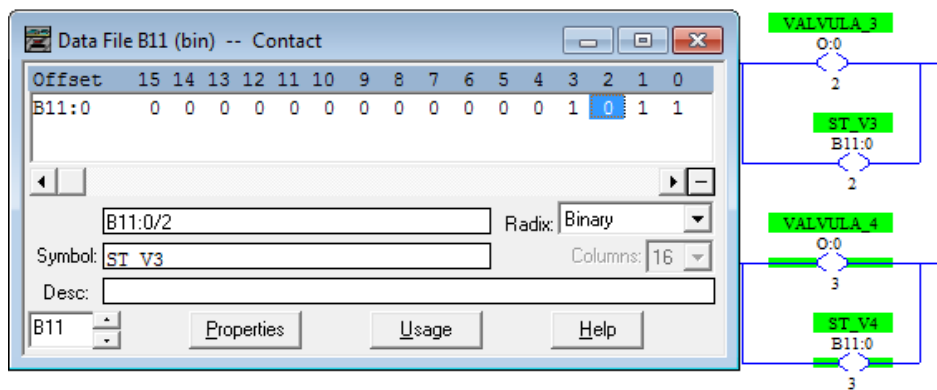 Data File B11 (bin) -- Contact
Offset 15 14 13 12 11 10 9 8 7 6 5 4 3 2 1 0
B11:0 0 0 0 0 0 0 0 0 0 0 0 0 1 0 1 1
B11:0/2
Radix: Binary
Symbol: ST_V3
Columns: 16
Desc:
B11
Properties
Usage
Help
VALVULA_3
O:0
2
ST_V3
B11:0
2
VALVULA_4
O:0
3
ST_V4
B11:0
3